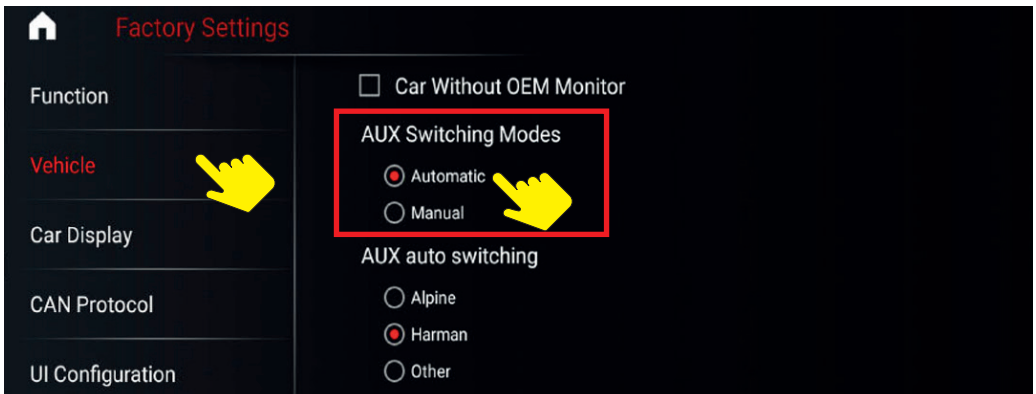 Factory Settings
Function
Vehicle
Car Display
CAN Protocol
UI Configuration
Car Without OEM Monitor
AUX Switching Modes
Automatic
Manual
AUX auto switching
Alpine
Harman
Other